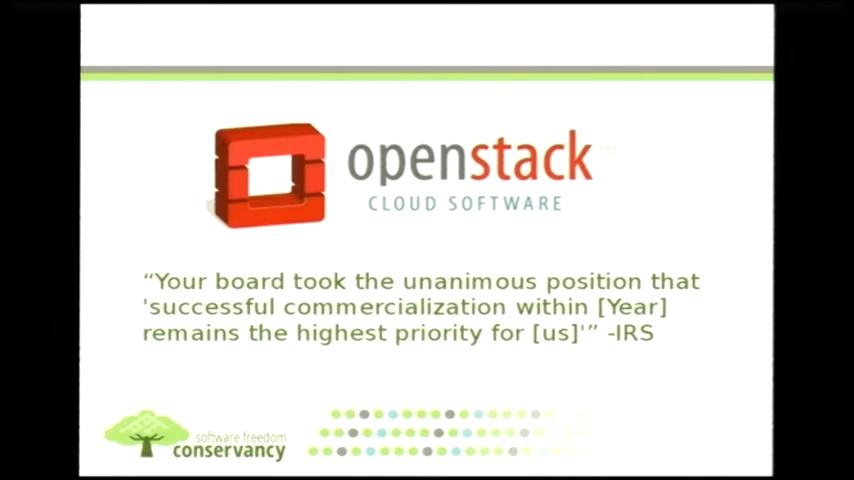 openstack
CLOUD SOFTWARE
“Your board took the unanimous position that
'successful commercialization within [Year]
remains the highest priority for [us]'” -IRS
software freedom
conservancy